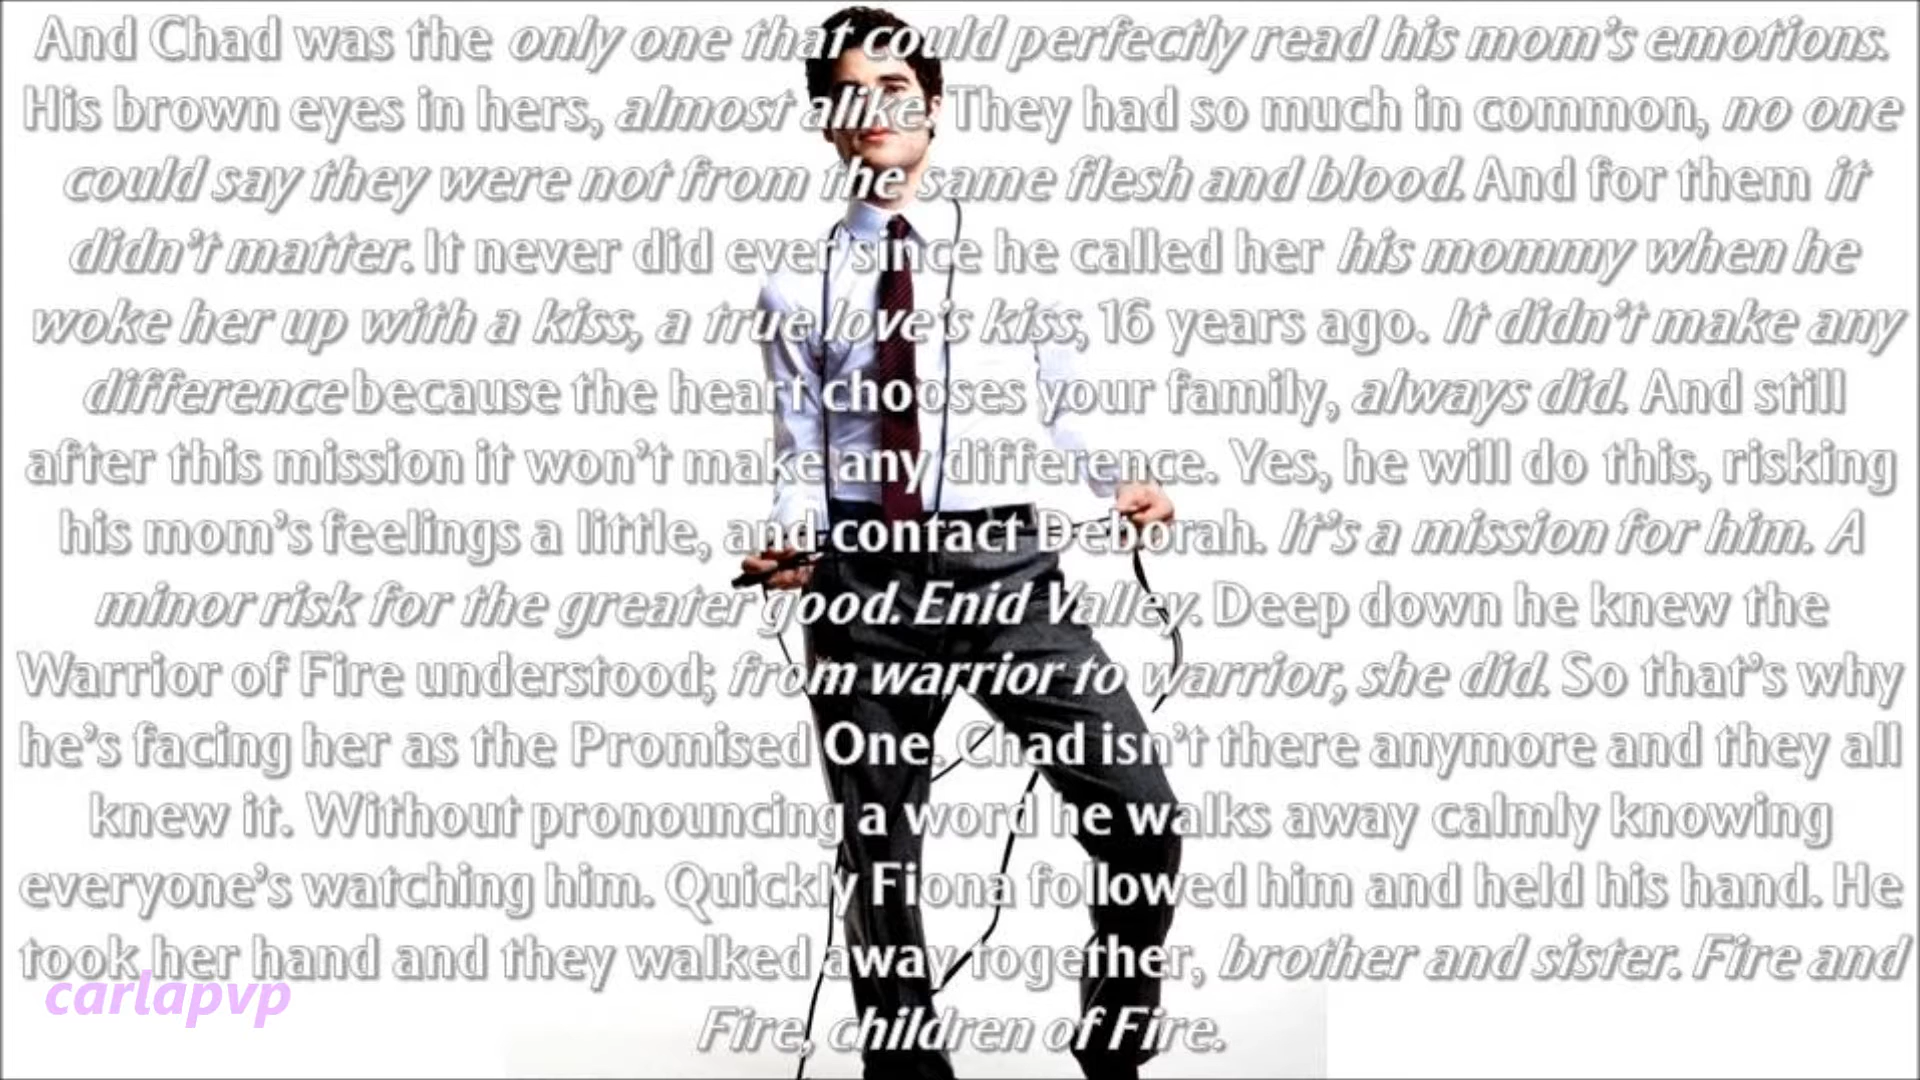 And Chad was the only one that could perfectly read his mom's emotions.
His brown eyes in hers, almost alike. They had so much in common, no one
could say they were not from the same flesh and blood. And for them it
didn't matter. It never did ever since he called her his mommy when he
woke her up with a kiss, a true love's kiss, 16 years ago. It didn't make any
difference because the heart chooses your family, always did. And still
after this mission it won't make any difference. Yes, he will do this, risking
his mom's feelings a little, and contact Deborah. It's a mission for him. A
minor risk for the greater good. Enid Valley. Deep down he knew the
Warrior of Fire understood; from warrior to warrior, she did. So that's why
he's facing her as the Promised One. Chad isn't there anymore and they all
knew it. Without pronouncing a word he walks away calmly knowing
everyone's watching him. Quickly Fiona followed him and held his hand. He
took her hand and they walked away together, brother and sister. Fire and
Fire, children of Fire.
carlapvp